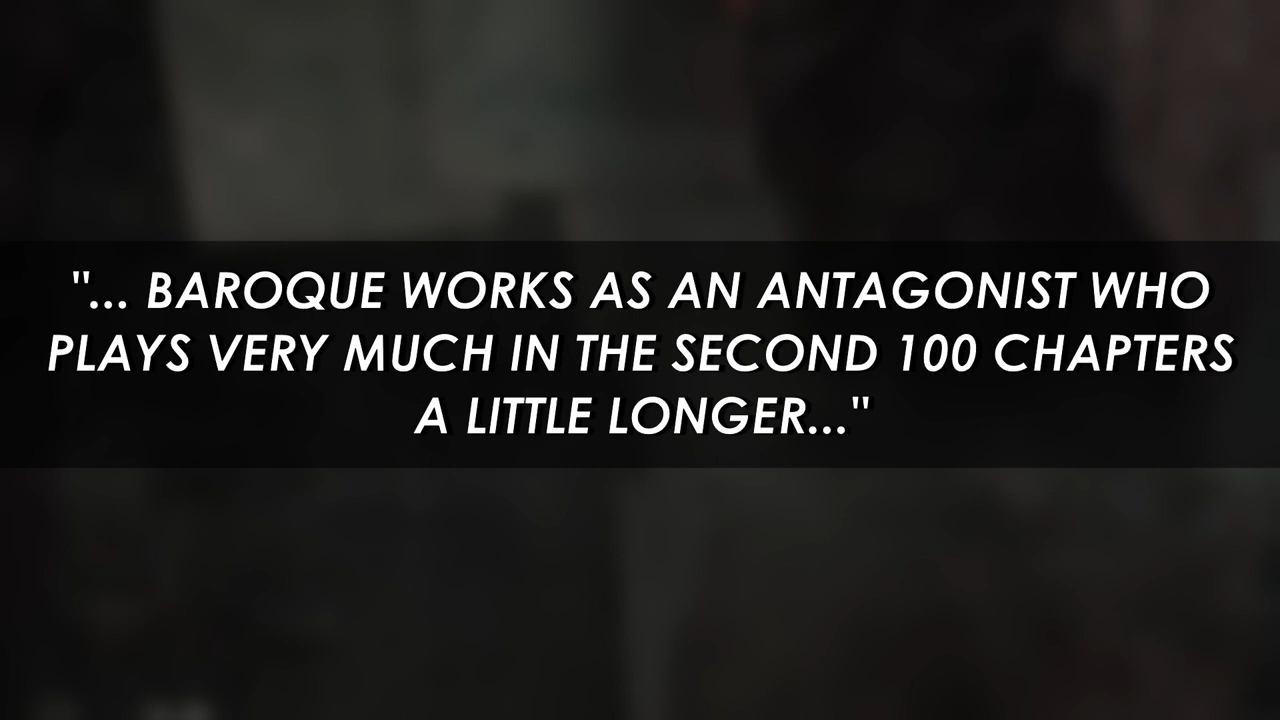 "... BAROQUE WORKS AS AN ANTAGONIST WHO
PLAYS VERY MUCH IN THE SECOND 100 CHAPTERS
A LITTLE LONGER..."